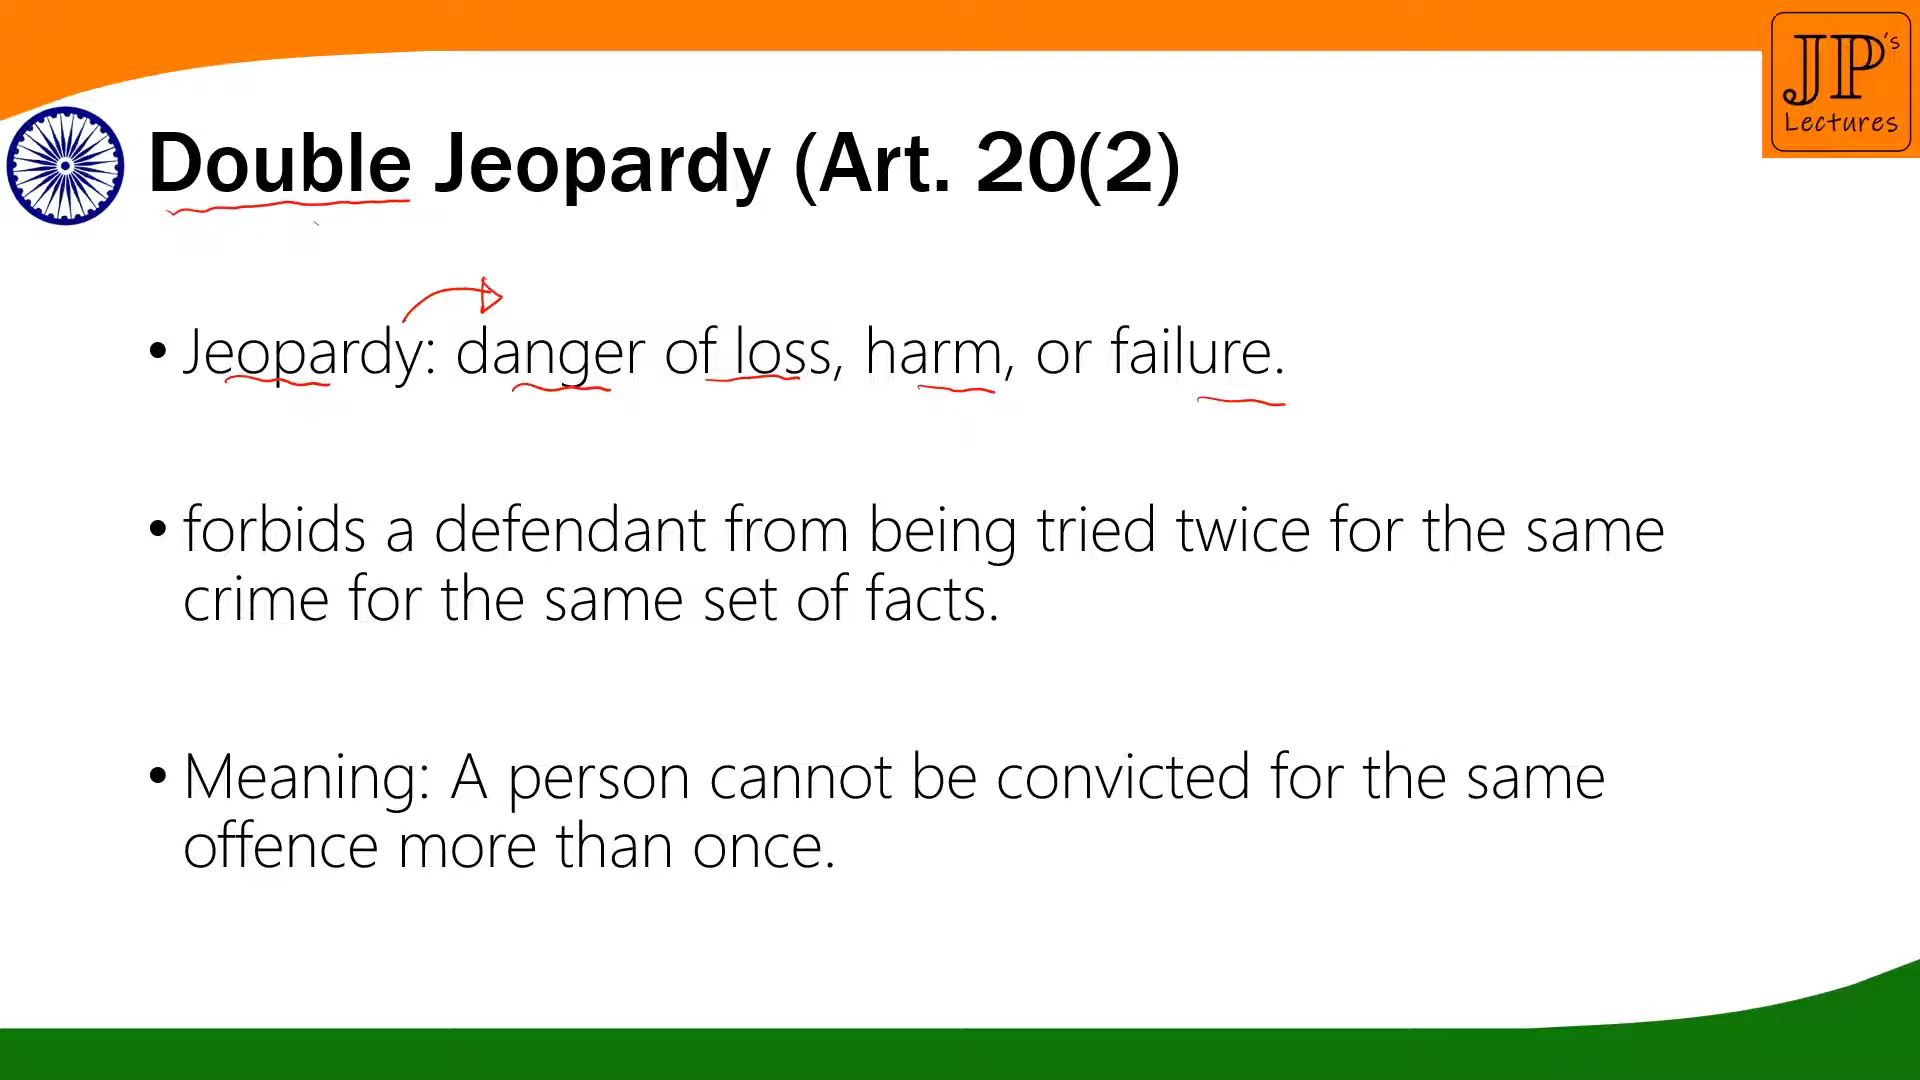 JP's
Lectures
Double Jeopardy (Art. 20(2)
• Jeopardy: danger of loss, harm, or failure.
• forbids a defendant from being tried twice for the same
crime for the same set of facts.
• Meaning: A person cannot be convicted for the same
offence more than once.